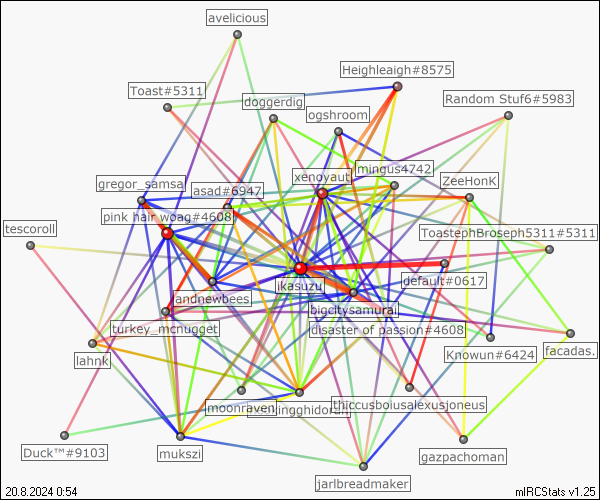 avelicious
Heighleigh#8575
Toast#5311
Random Stuf6#5983
doggerdig
ogshroom
mingus4742
xenoyaut
ZeeHonK
gregor_samsa
asad#6947
pink hair woag#4608
tescoroll
ToastephBroseph5311#5311
default#0617
ikasuzu
andnewbees
bigcitysamurai
turkey_mcnugget
disaster of passion#4608
Knowun#6424
facadas.
lahnk
moonraven
ingghidor
thiccusboiusalexusjoneus
Duck™#9103
mukszi
gazpachoman
jarlbreadmaker
20.8.2024 0:54
mIRCStats v1.25